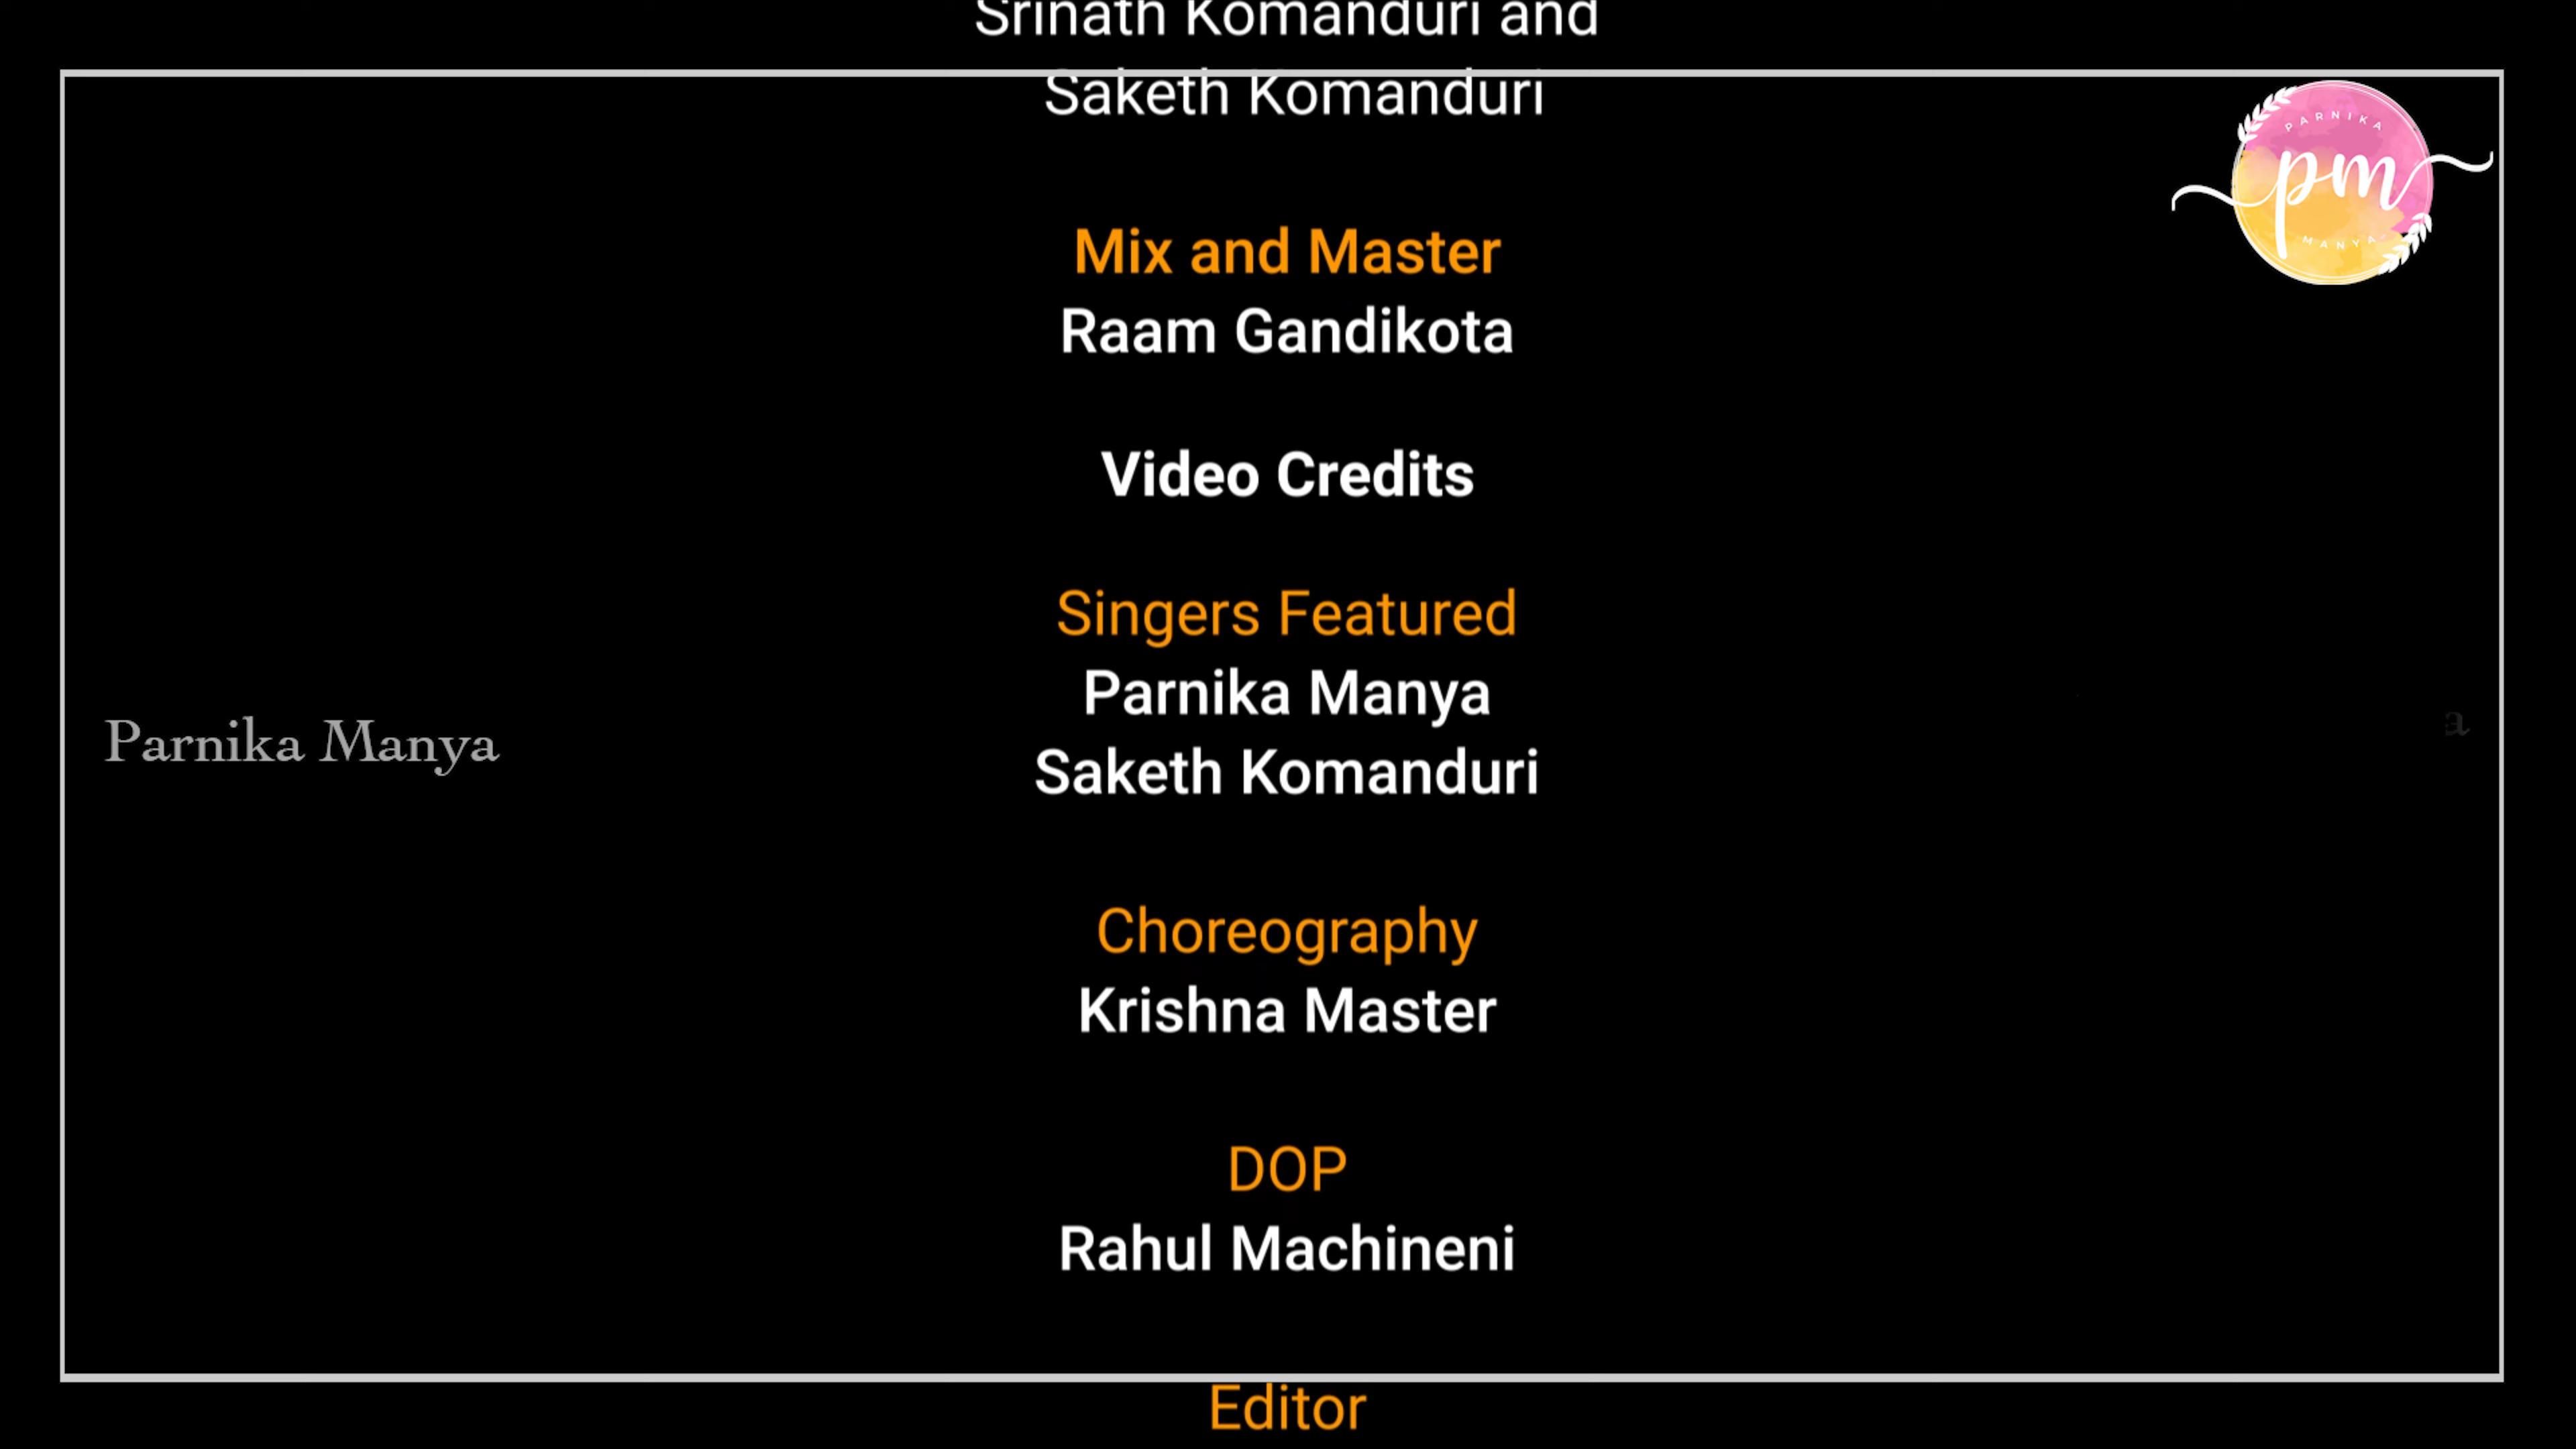 Srinath Komanduri and
Saketh Komanduri
PARNIKA
pm
MANYA
Mix and Master
Raam Gandikota
Video Credits
Singers Featured
Parnika Manya
Saketh Komanduri
Parnika Manya
a
Choreography
Krishna Master
DOP
Rahul Machineni
Editor